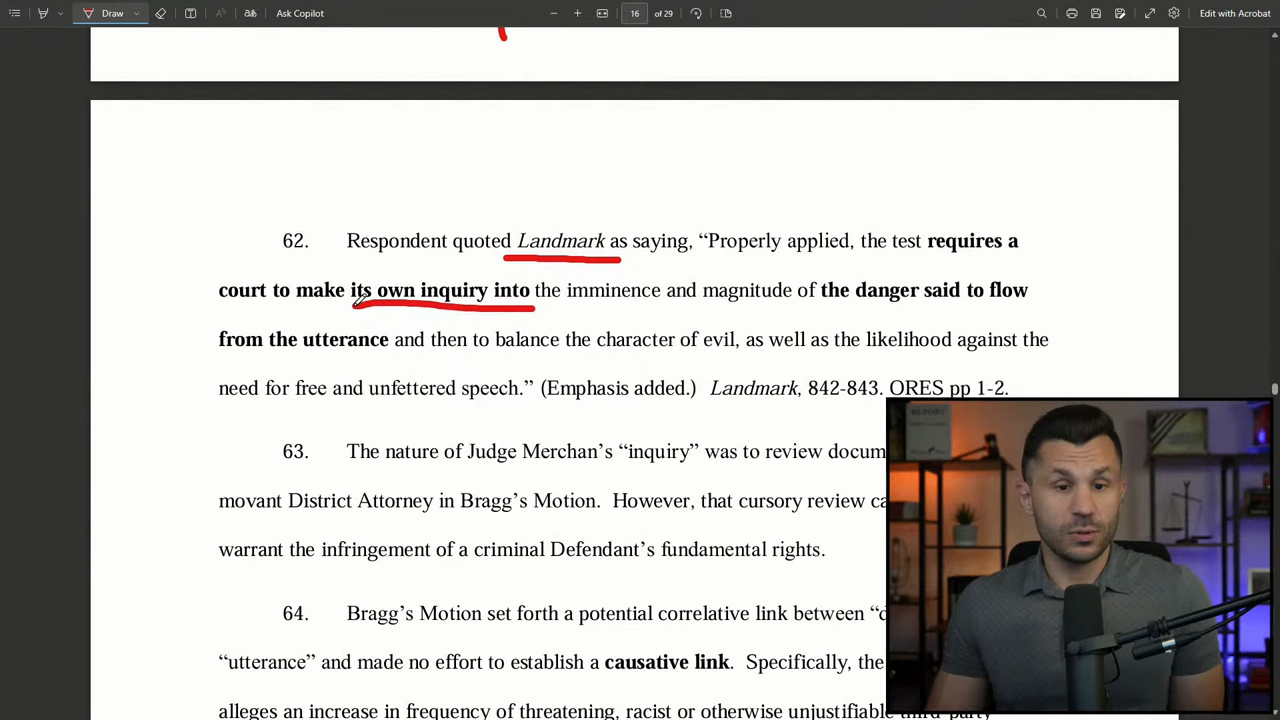 Draw
Ask Copilot
16 of 29
Edit with Acrobat
62. Respondent quoted Landmark as saying, “Properly applied, the test requires a
court to make its own inquiry into the imminence and magnitude of the danger said to flow
from the utterance and then to balance the character of evil, as well as the likelihood against the
need for free and unfettered speech.” (Emphasis added.) Landmark, 842-843. ORES pp 1-2.
63. The nature of Judge Merchan’s “inquiry” was to review docum
movant District Attorney in Bragg’s Motion. However, that cursory review ca
warrant the infringement of a criminal Defendant’s fundamental rights.
64. Bragg’s Motion set forth a potential correlative link between “d
“utterance” and made no effort to establish a causative link. Specifically, the
alleges an increase in frequency of threatening, racist or otherwise unjustifiable third-party